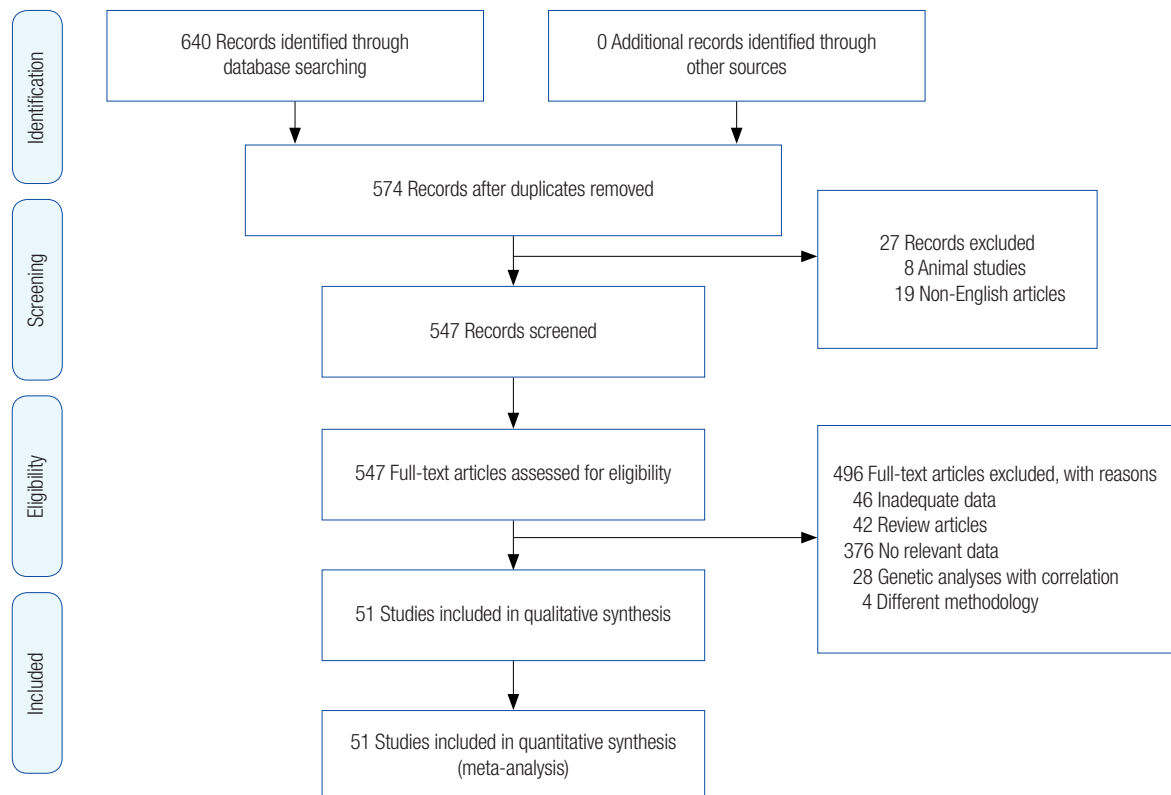 Identification
640 Records identified through
database searching
0 Additional records identified through
other sources
574 Records after duplicates removed
Screening
27 Records excluded
8 Animal studies
19 Non-English articles
547 Records screened
Eligibility
547 Full-text articles assessed for eligibility
496 Full-text articles excluded, with reasons
46 Inadequate data
42 Review articles
376 No relevant data
28 Genetic analyses with correlation
4 Different methodology
Included
51 Studies included in qualitative synthesis
51 Studies included in quantitative synthesis
(meta-analysis)